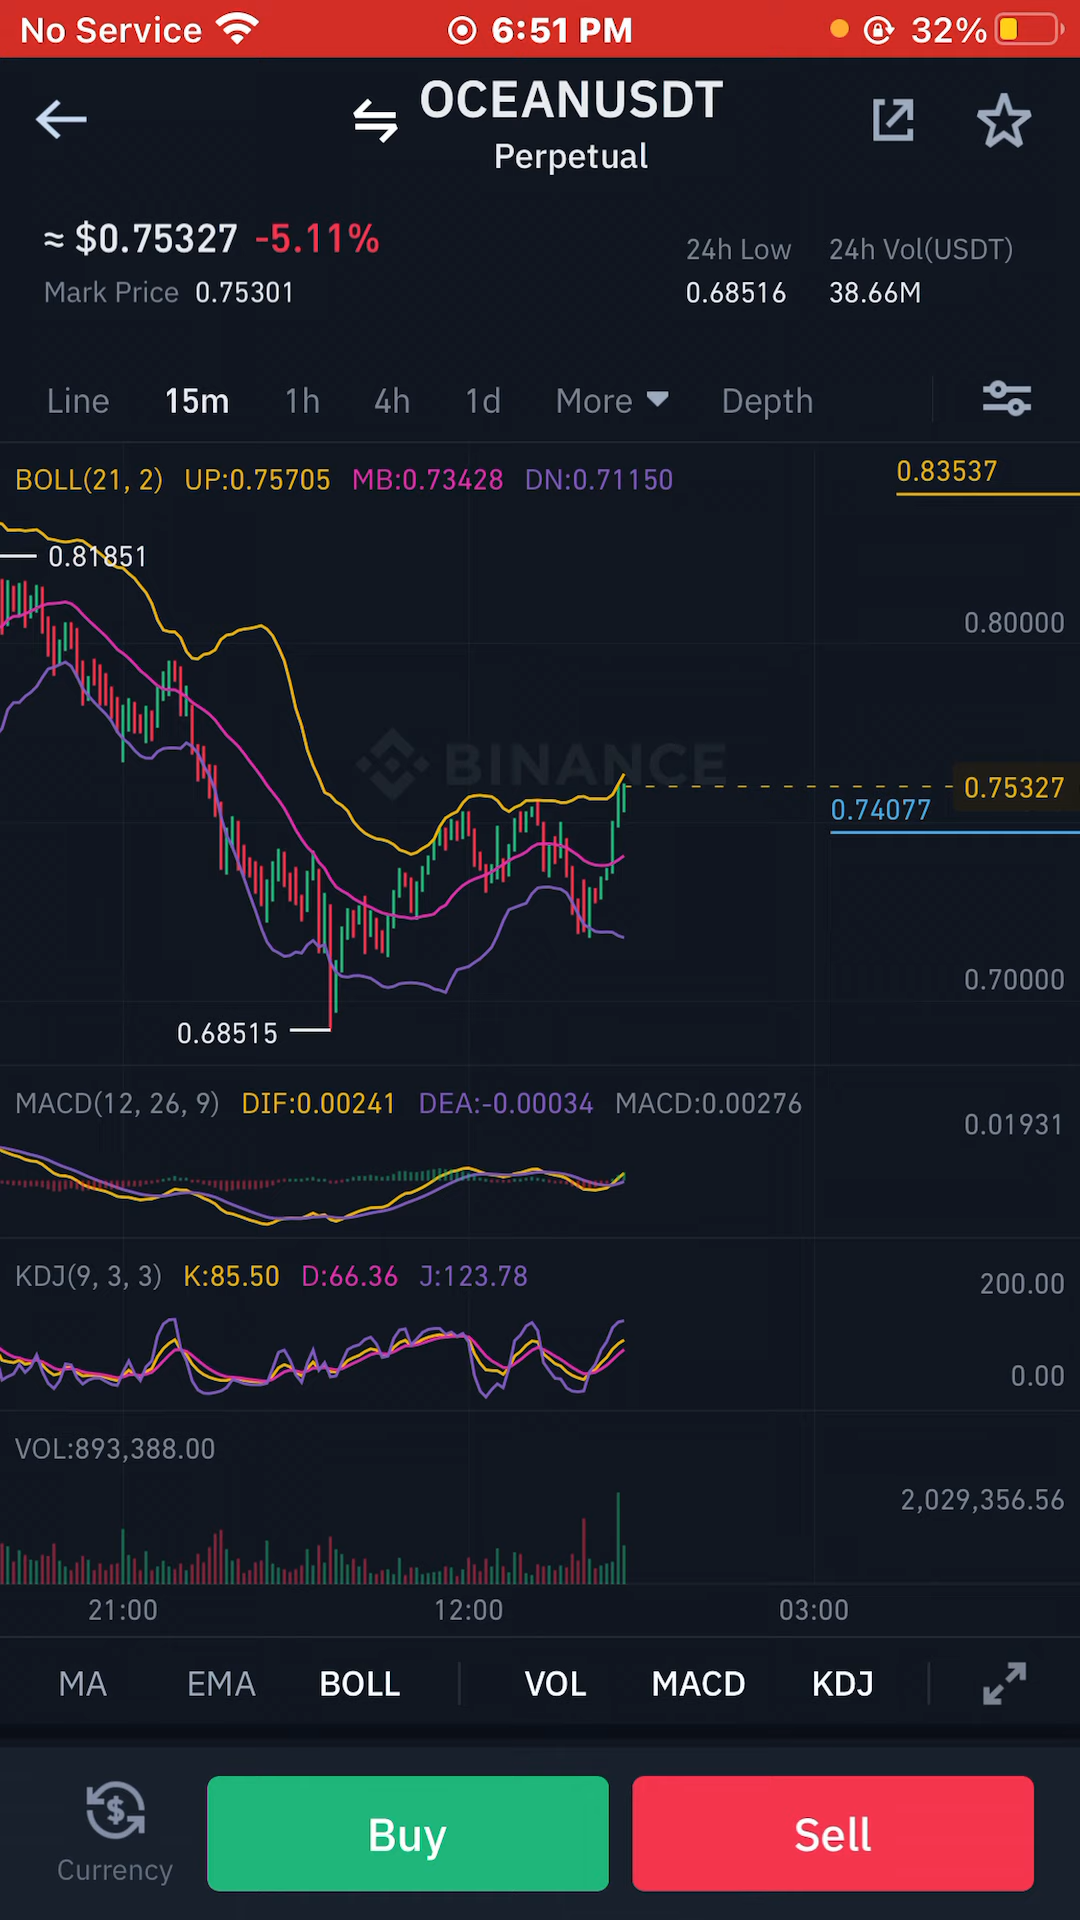 No Service 6:51 PM 32%
OCEANUSDT
Perpetual
≈ $0.75327 -5.11%
24h Low 24h Vol(USDT)
Mark Price 0.75301 0.68516 38.66M
Line 15m 1h 4h 1d More Depth
BOLL(21, 2) UP:0.75705 MB:0.73428 DN:0.71150 0.83537
0.81851
0.80000
BINANCE
0.75327
0.74077
0.70000
0.68515
MACD(12, 26, 9) DIF:0.00241 DEA:-0.00034 MACD:0.00276
0.01931
KDJ(9, 3, 3) K:85.50 D:66.36 J:123.78
200.00
0.00
VOL:893,388.00
2,029,356.56
21:00 12:00 03:00
MA EMA BOLL VOL MACD KDJ
Currency Buy Sell